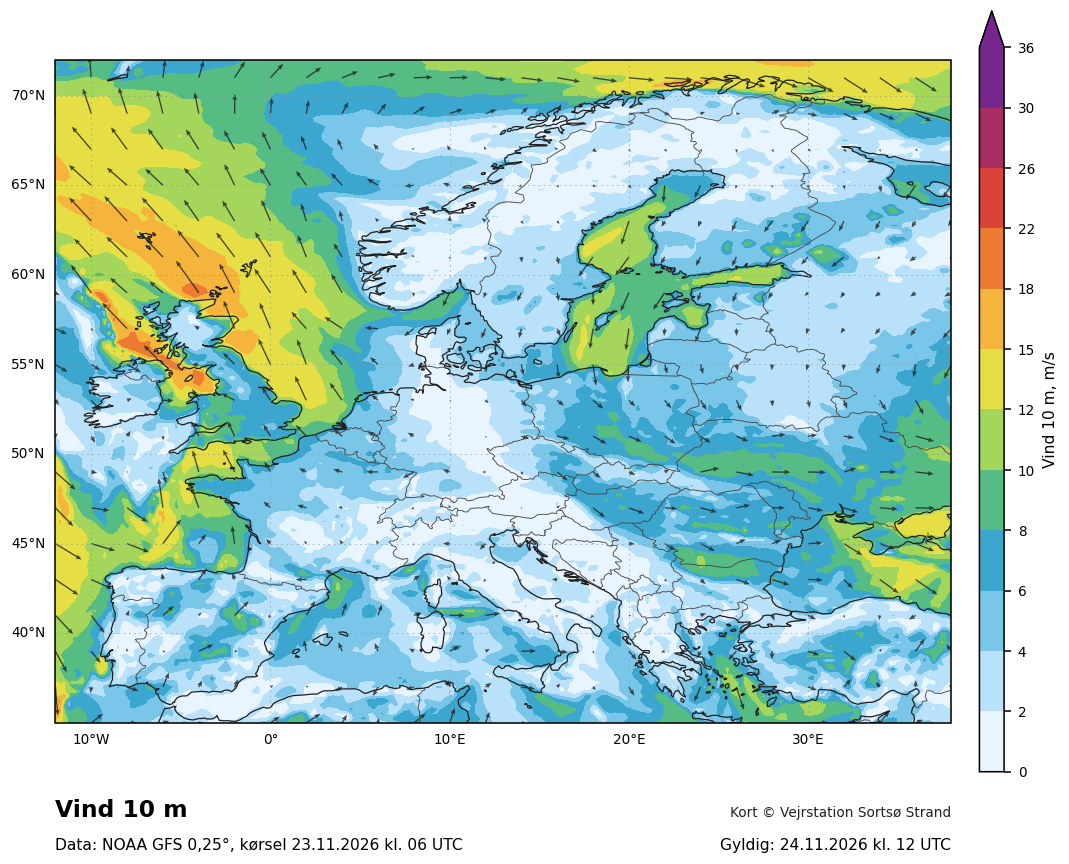 36
30
26
22
18
15
12
10
8
6
4
2
0
Vind 10 m, m/s
70°N
65°N
60°N
55°N
50°N
45°N
40°N
10°W
0°
10°E
20°E
30°E
Vind 10 m
Kort © Vejrstation Sortsø Strand
Data: NOAA GFS 0,25°, kørsel 23.11.2026 kl. 06 UTC
Gyldig: 24.11.2026 kl. 12 UTC